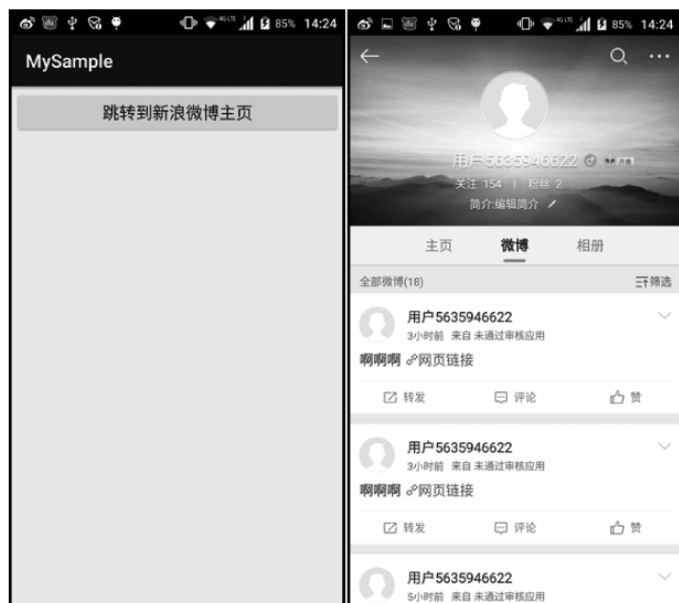 4G LTE 85% 14:24
MySample
跳转到新浪微博主页
4G LTE 85% 14:24
用户5635946622
关注 154 | 粉丝 2
简介:编辑简介
主页 微博 相册
全部微博(18) 筛选
用户5635946622
3小时前 来自 未通过审核应用
啊啊啊 网页链接
转发 评论 赞
用户5635946622
3小时前 来自 未通过审核应用
啊啊啊 网页链接
转发 评论 赞
用户5635946622
5小时前 来自 未通过审核应用